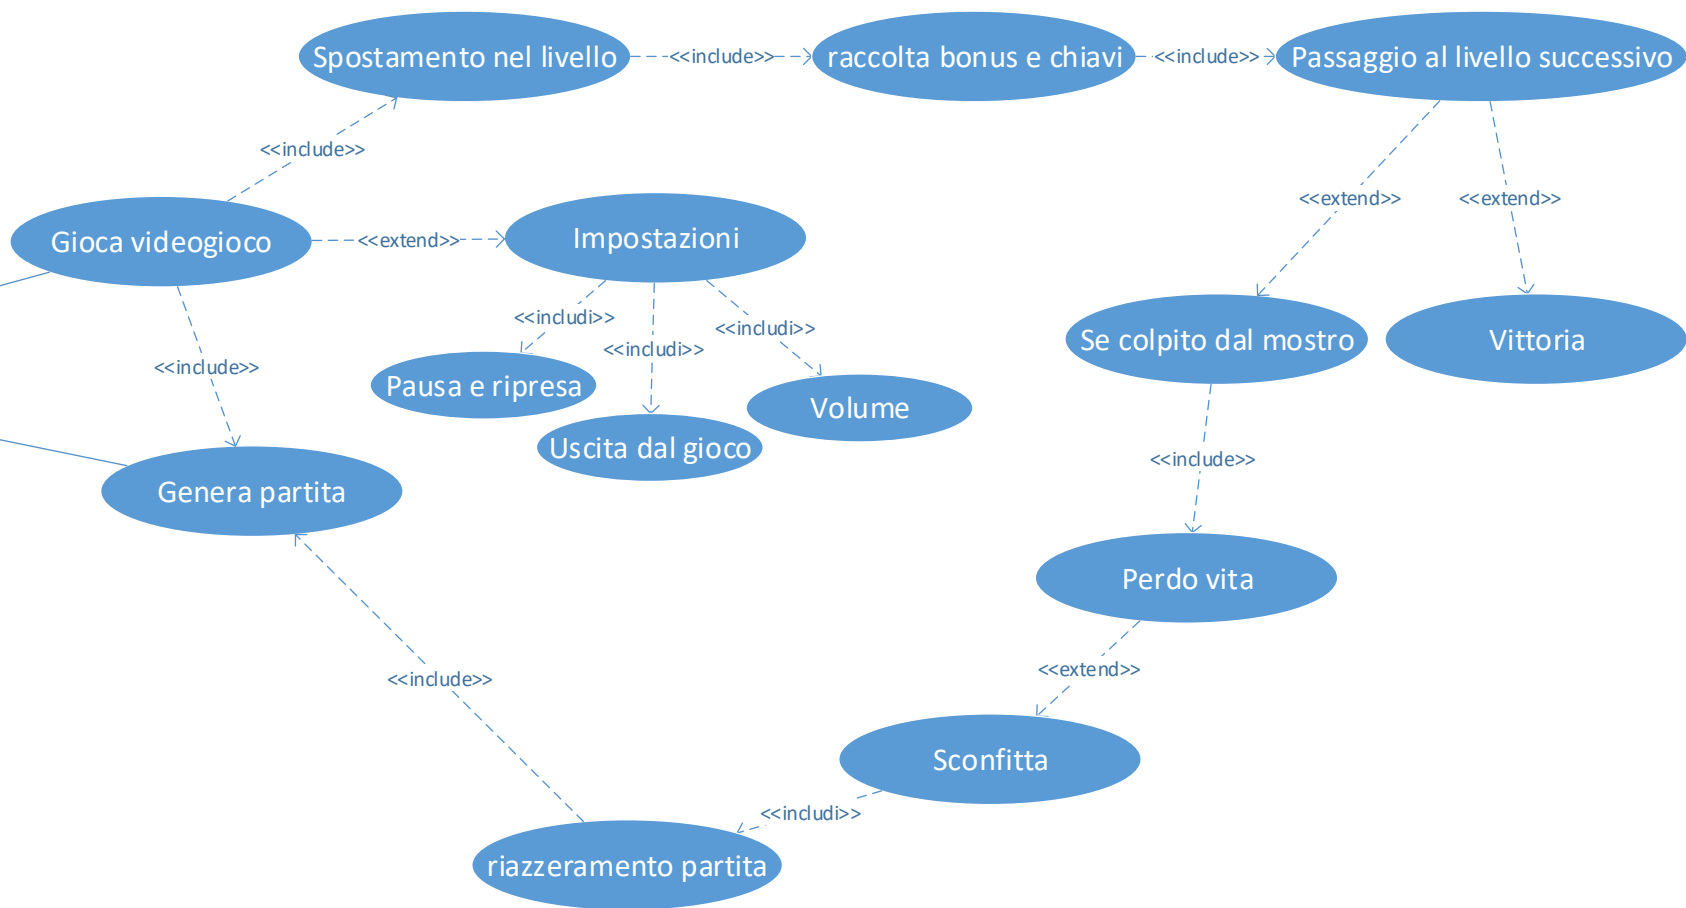 Spostamento nel livello
<<include>>
raccolta bonus e chiavi
<<include>>
Passaggio al livello successivo
<<include>>
<<extend>>
<<extend>>
Gioca videogioco
<<extend>>
Impostazioni
<<includi>>
<<includi>>
<<includi>>
Se colpito dal mostro
Vittoria
<<include>>
Pausa e ripresa
Volume
Uscita dal gioco
<<include>>
Genera partita
Perdo vita
<<include>>
<<extend>>
Sconfitta
<<includi>>
riazzeramento partita